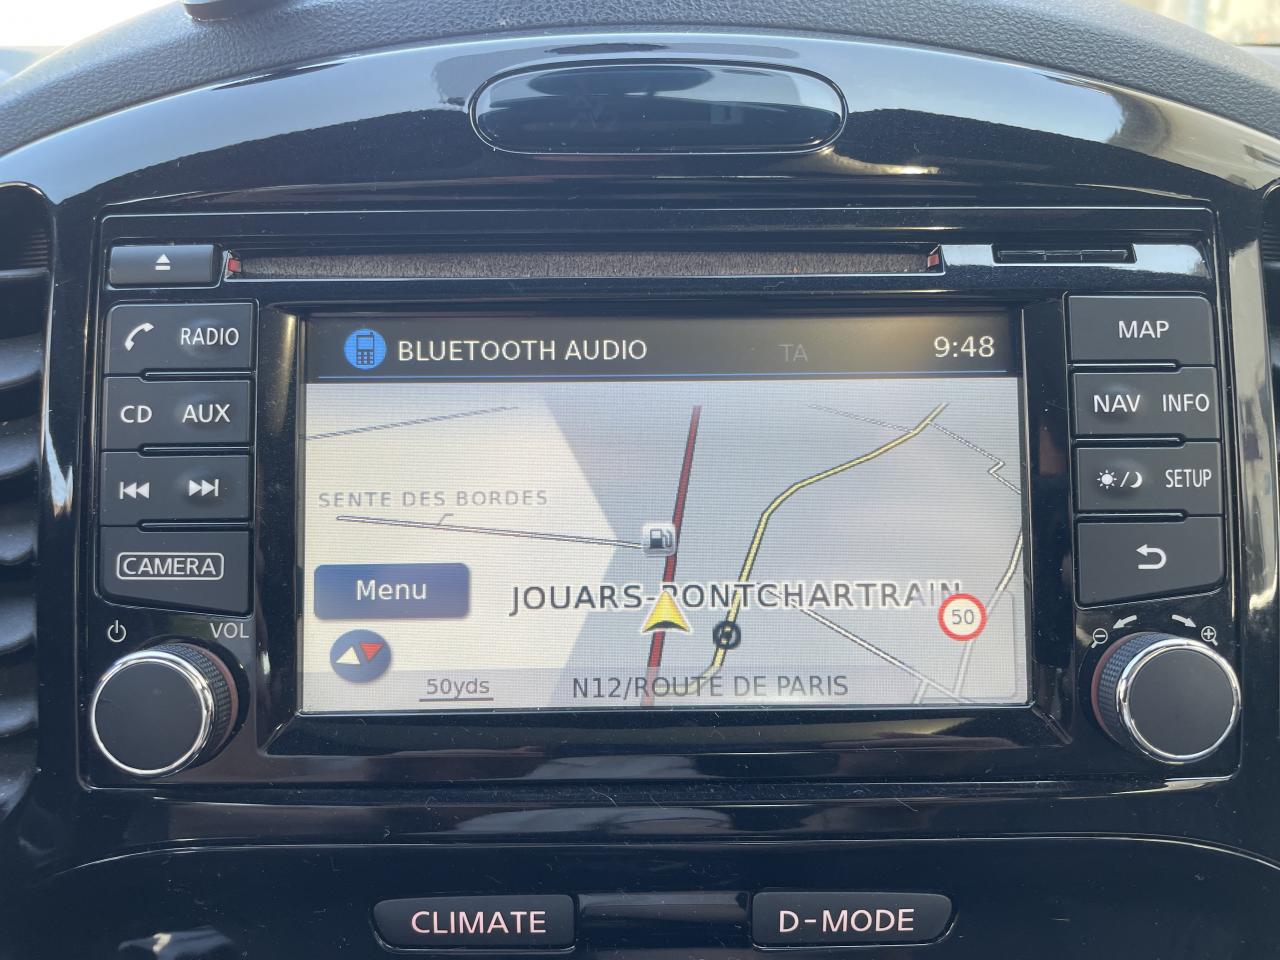 RADIO
CD AUX
CAMERA
VOL
BLUETOOTH AUDIO TA 9:48
SENTE DES BORDES
Menu
JOUARS-PONTCHARTRAIN
50
50yds
N12/ROUTE DE PARIS
MAP
NAV INFO
SETUP
CLIMATE
D-MODE